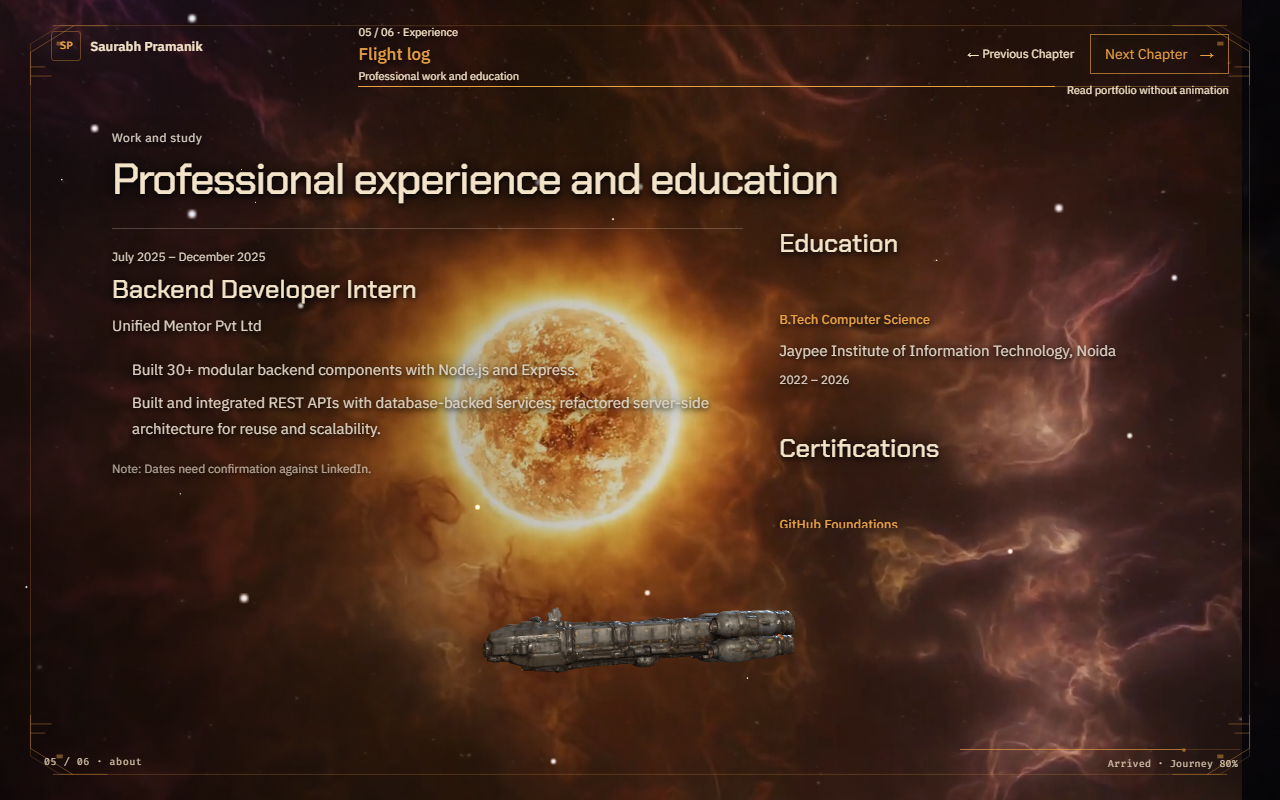 SP
Saurabh Pramanik
05 / 06 · Experience
Flight log
Professional work and education
← Previous Chapter
Next Chapter →
Read portfolio without animation
Work and study
Professional experience and education
July 2025 – December 2025
Backend Developer Intern
Unified Mentor Pvt Ltd
Built 30+ modular backend components with Node.js and Express.
Built and integrated REST APIs with database-backed services; refactored server-side
architecture for reuse and scalability.
Note: Dates need confirmation against LinkedIn.
Education
B.Tech Computer Science
Jaypee Institute of Information Technology, Noida
2022 – 2026
Certifications
GitHub Foundations
05 / 06 · about
Arrived · Journey 80%